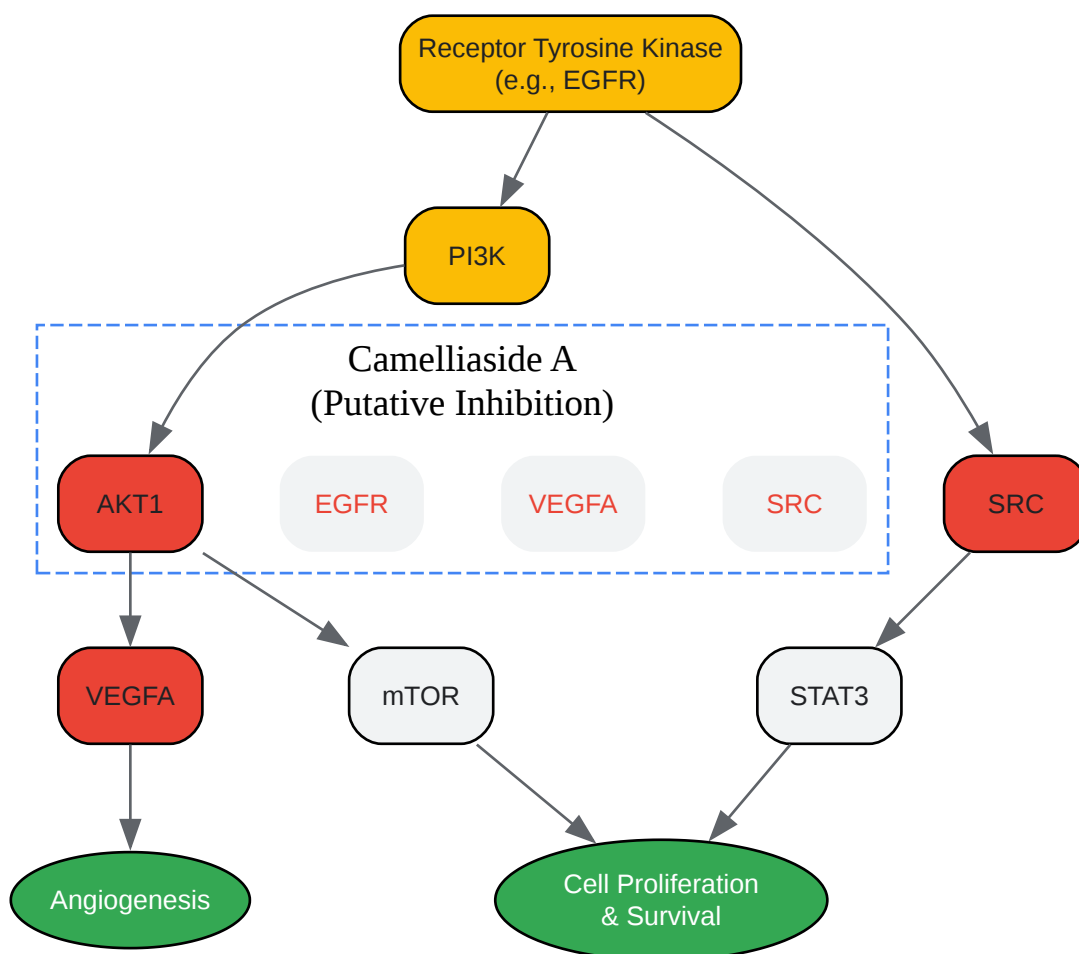 Receptor Tyrosine Kinase
(e.g., EGFR)
PI3K
Camelliaside A
(Putative Inhibition)
AKT1
EGFR
VEGFA
SRC
SRC
VEGFA
mTOR
STAT3
Angiogenesis
Cell Proliferation
& Survival